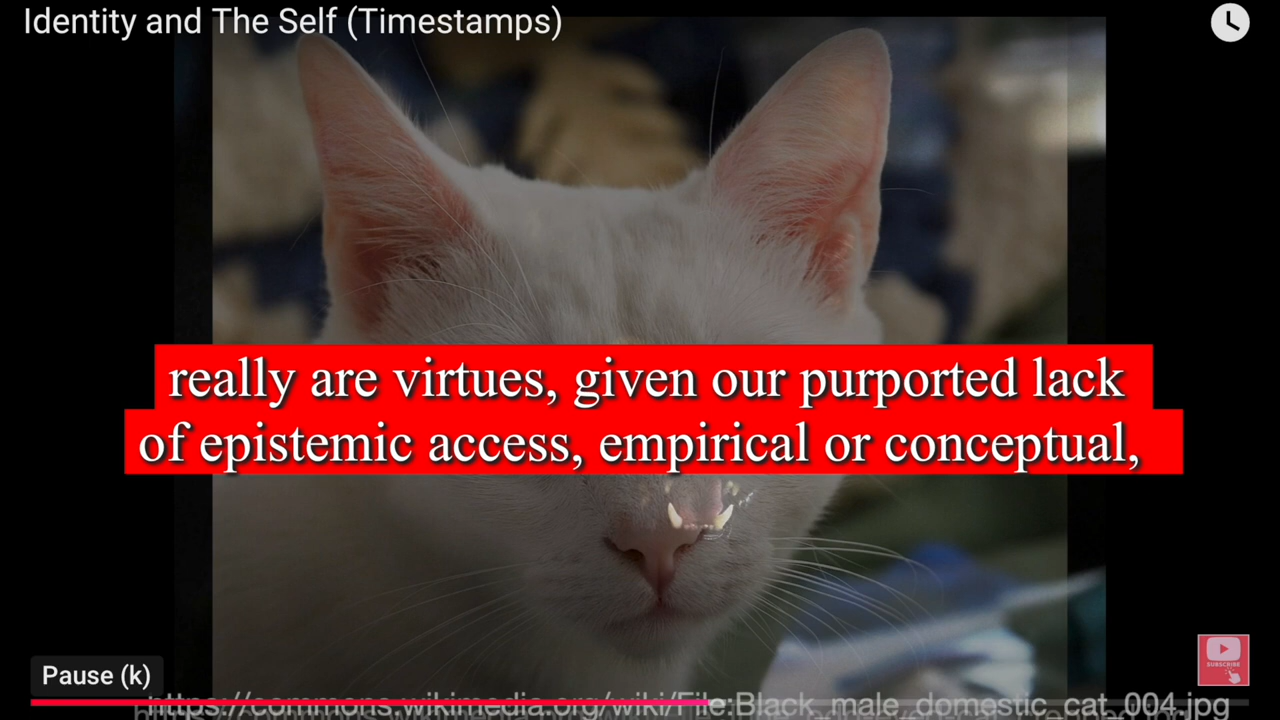 Identity and The Self (Timestamps)
really are virtues, given our purported lack
of epistemic access, empirical or conceptual,
SUBSCRIBE
Pause (k)
https://commons.wikimedia.org/wiki/File:Black_male_domestic_cat_004.jpg